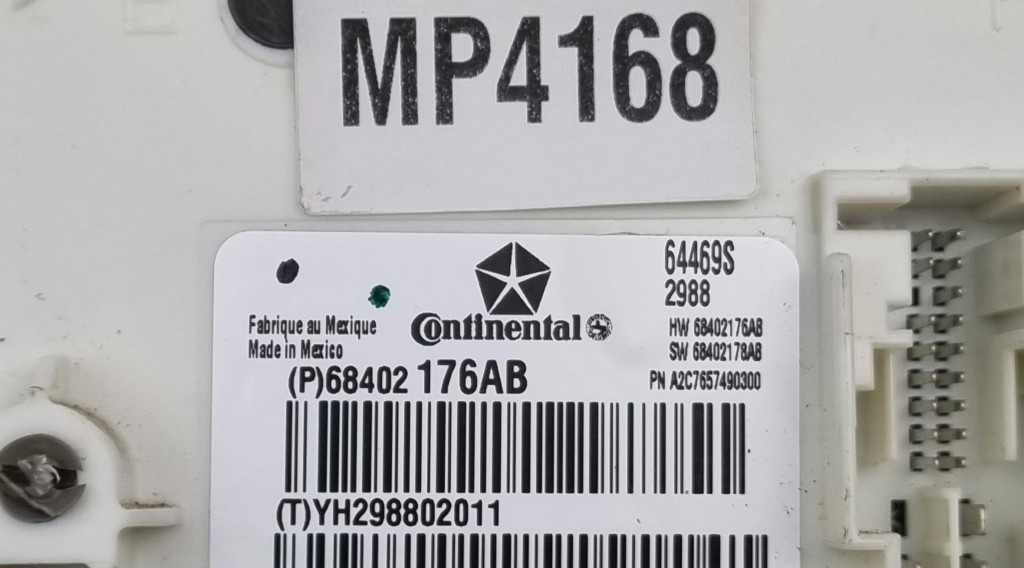 MP4168
64469S
2988
Fabrique au Mexique
Made in Mexico
Continental
HW 68402176AB
SW 68402178AB
(P)68402 176AB
PN A2C7657490300
(T)YH298802011